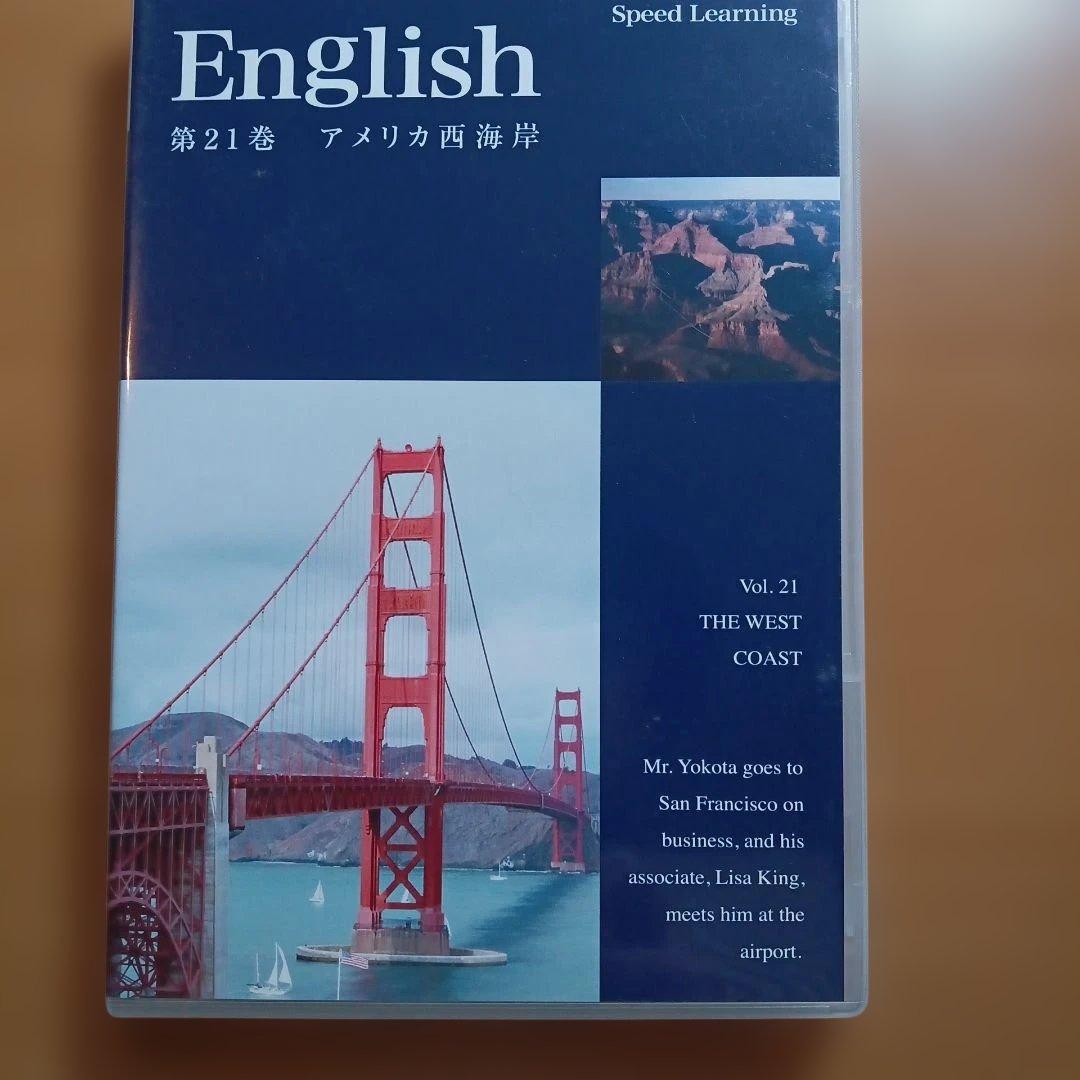 Speed Learning
English
第21巻 アメリカ西海岸
Vol. 21
THE WEST
COAST
Mr. Yokota goes to
San Francisco on
business, and his
associate, Lisa King,
meets him at the
airport.